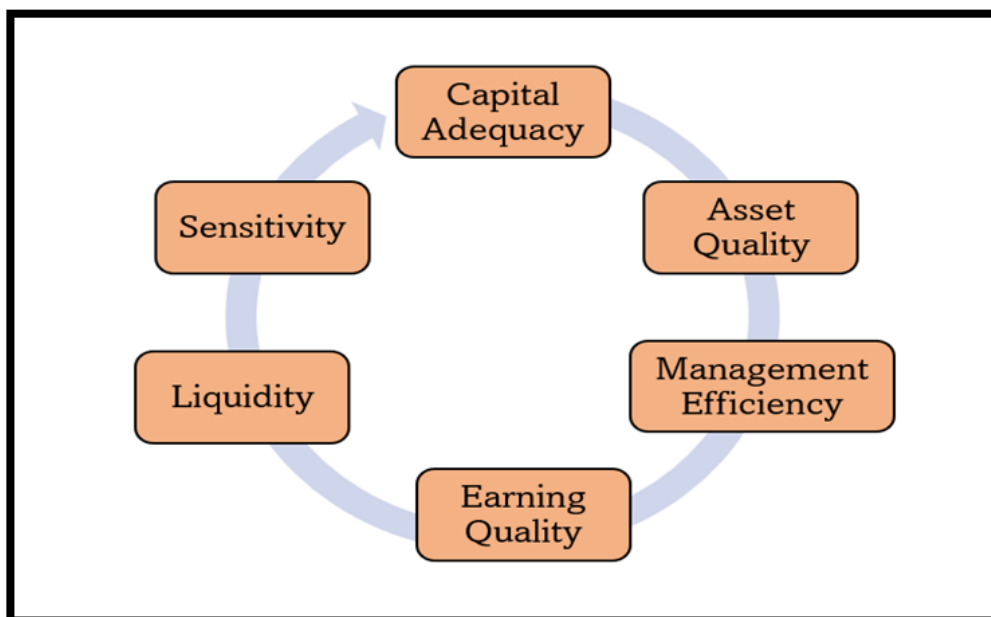 Capital
Adequacy
Asset
Quality
Management
Efficiency
Earning
Quality
Liquidity
Sensitivity